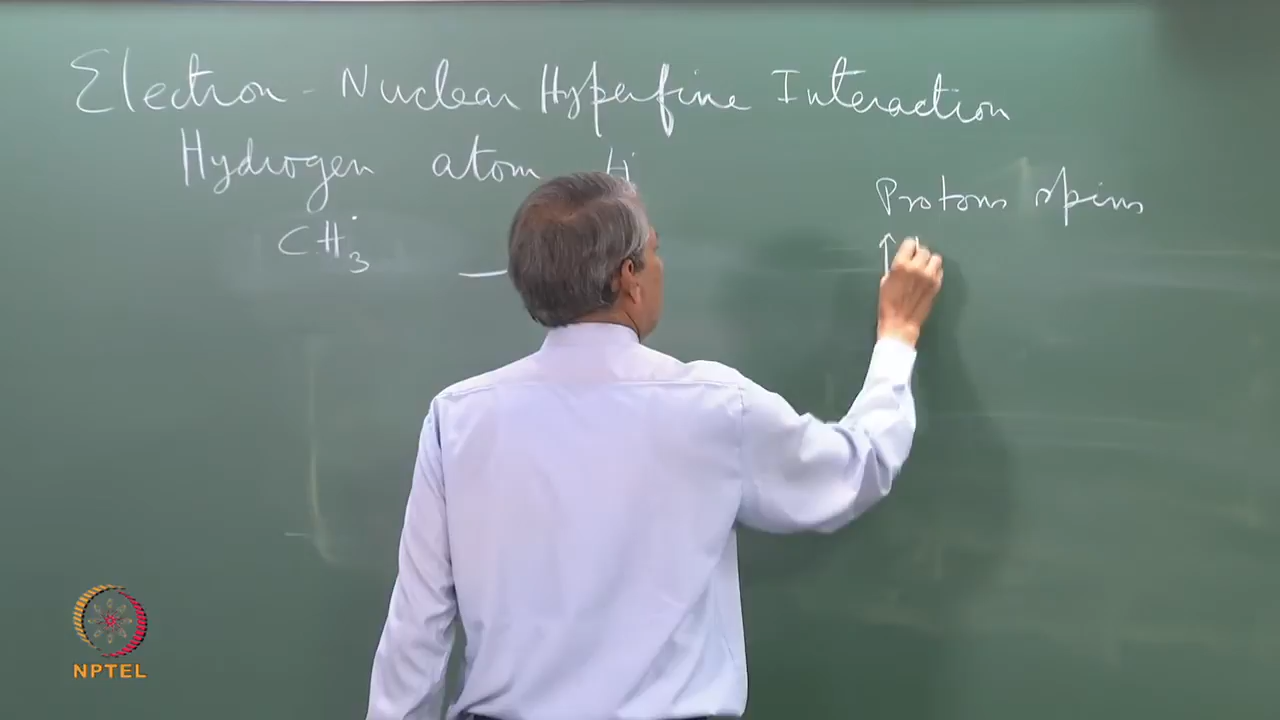 Electron - Nuclear Hyperfine Interaction
Hydrogen atom H
Protons spins
CH3
↑
NPTEL